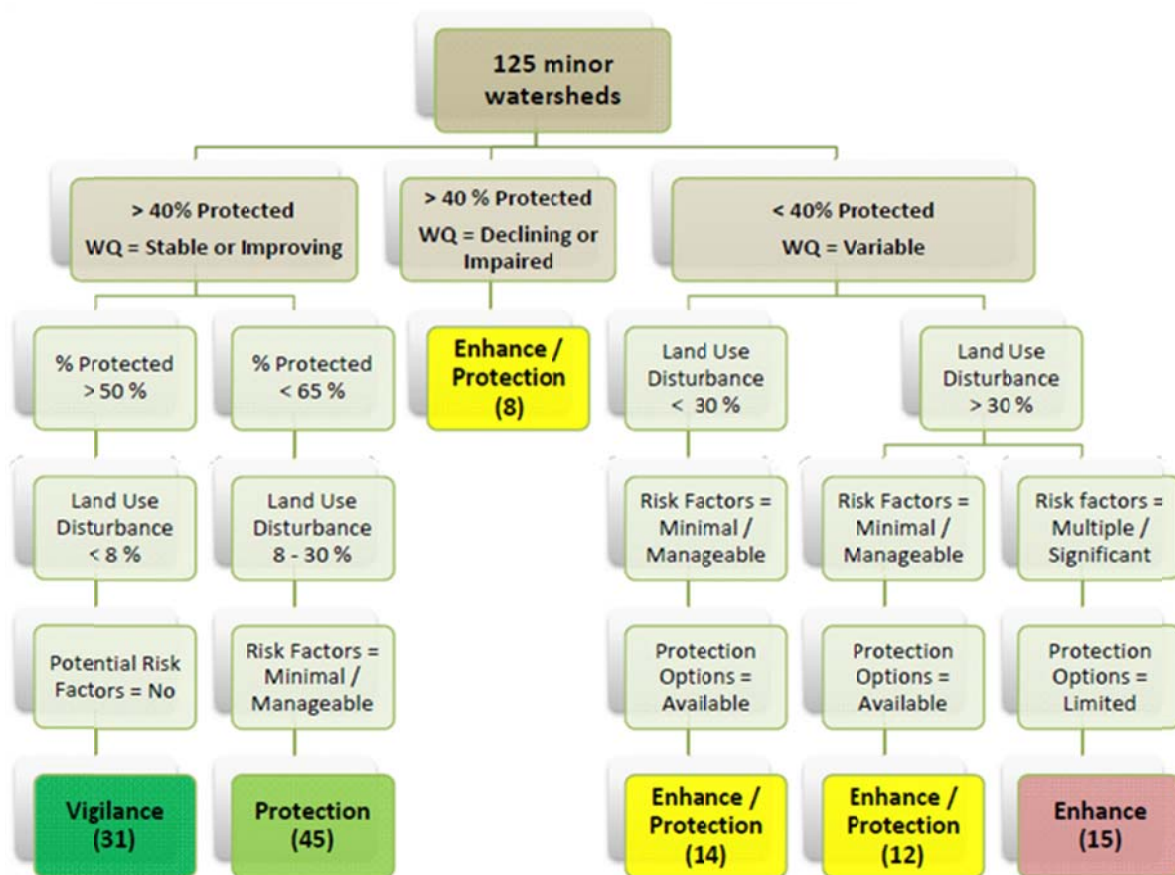 125 minor
watersheds
> 40% Protected
WQ = Stable or Improving
> 40 % Protected
WQ = Declining or
Impaired
< 40% Protected
WQ = Variable
% Protected
> 50 %
% Protected
< 65 %
Enhance /
Protection
(8)
Land Use
Disturbance
< 30 %
Land Use
Disturbance
> 30 %
Land Use
Disturbance
< 8 %
Land Use
Disturbance
8 - 30 %
Risk Factors =
Minimal /
Manageable
Risk Factors =
Minimal /
Manageable
Risk factors =
Multiple /
Significant
Potential Risk
Factors = No
Risk Factors =
Minimal /
Manageable
Protection
Options =
Available
Protection
Options =
Available
Protection
Options =
Limited
Vigilance
(31)
Protection
(45)
Enhance /
Protection
(14)
Enhance /
Protection
(12)
Enhance
(15)